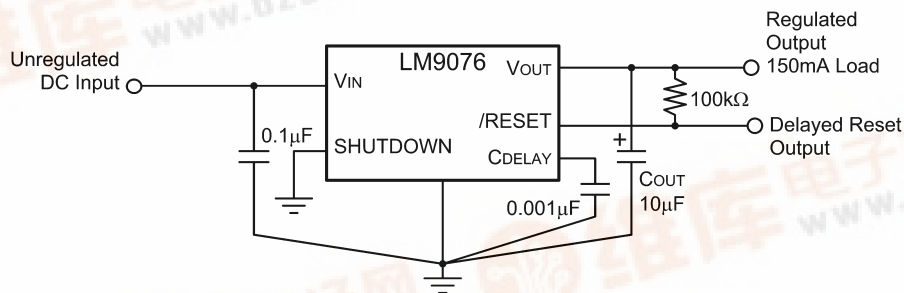 Unregulated
DC Input
0.1μF
LM9076
VIN
SHUTDOWN
VOUT
/RESET
CDELAY
0.001μF
+
COUT
10μF
100kΩ
Regulated
Output
150mA Load
Delayed Reset
Output